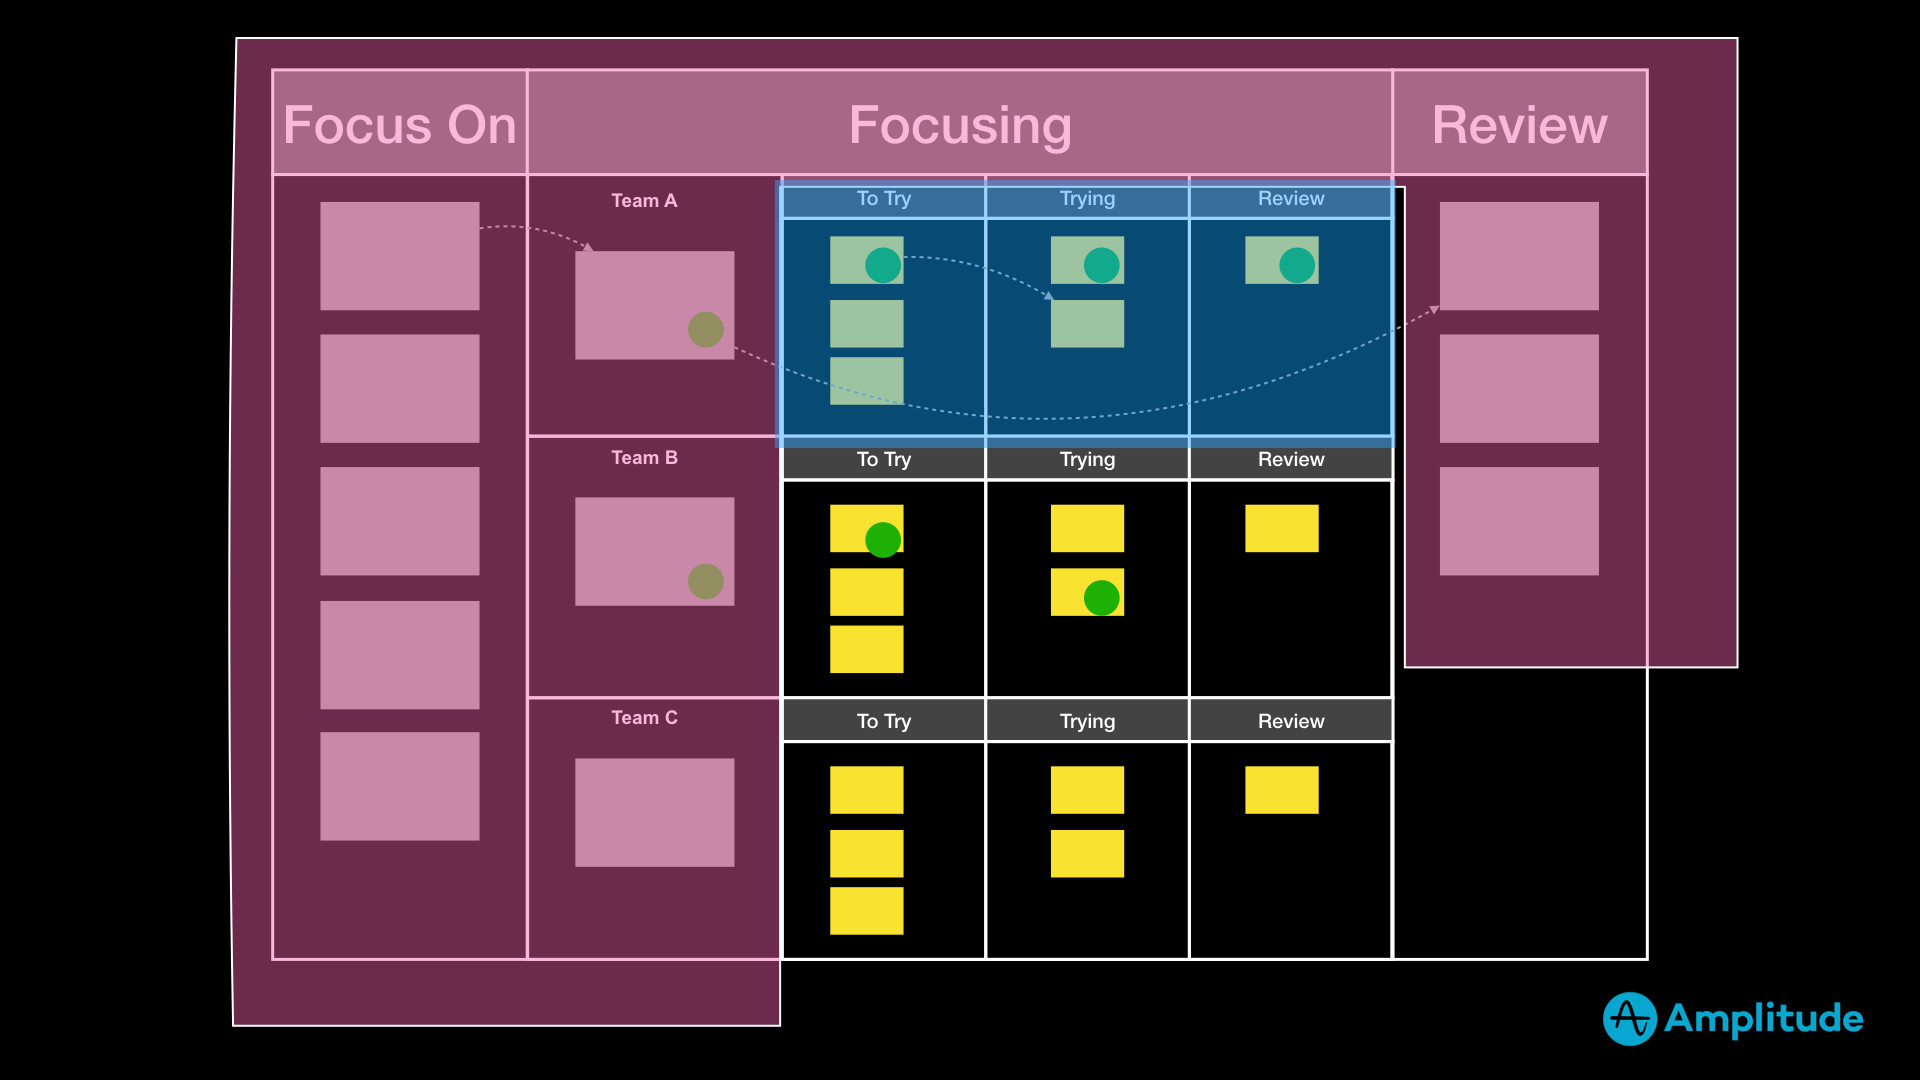 Focus On Focusing Review
Team A To Try Trying Review
Team B To Try Trying Review
Team C To Try Trying Review
Amplitude